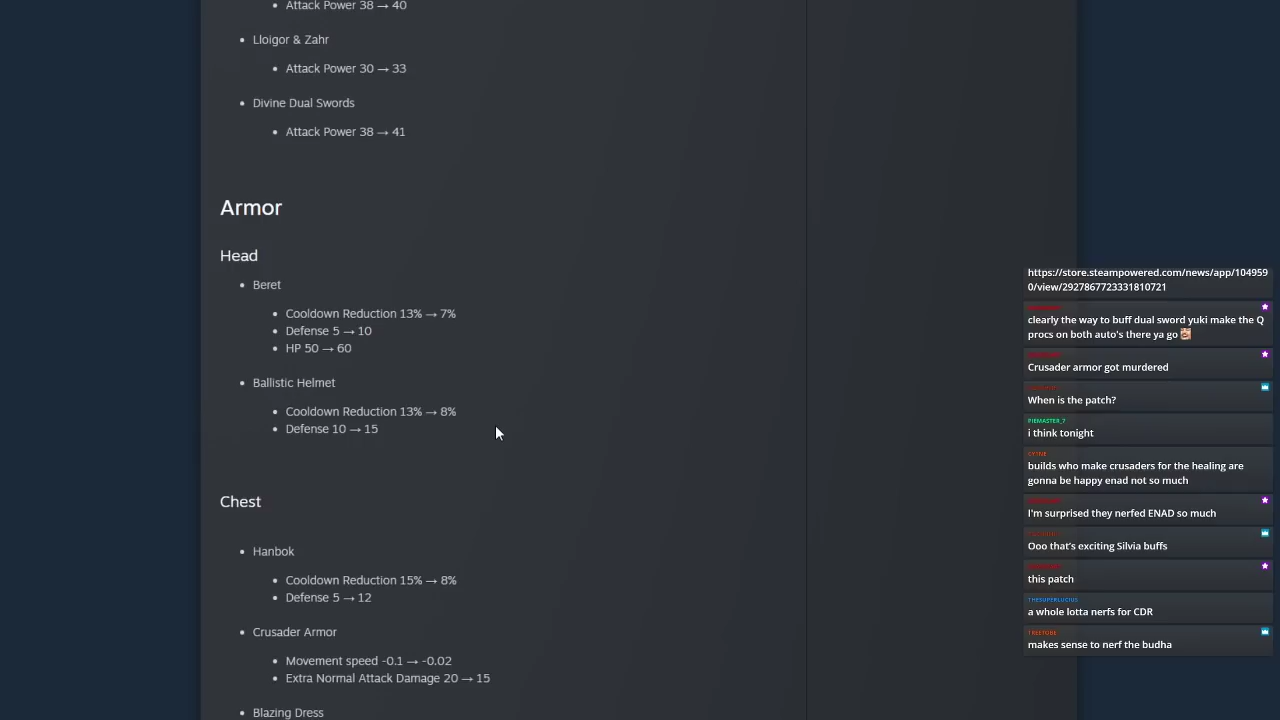 Attack Power 38 → 40
Lloigor & Zahr
Attack Power 30 → 33
Divine Dual Swords
Attack Power 38 → 41
Armor
Head
Beret
Cooldown Reduction 13% → 7%
Defense 5 → 10
HP 50 → 60
Ballistic Helmet
Cooldown Reduction 13% → 8%
Defense 10 → 15
Chest
Hanbok
Cooldown Reduction 15% → 8%
Defense 5 → 12
Crusader Armor
Movement speed -0.1 → -0.02
Extra Normal Attack Damage 20 → 15
Blazing Dress
https://store.steampowered.com/news/app/104959
0/view/2927867723331810721
clearly the way to buff dual sword yuki make the Q
procs on both auto's there ya go
Crusader armor got murdered
When is the patch?
PIEMASTER_7
i think tonight
builds who make crusaders for the healing are
gonna be happy enad not so much
I'm surprised they nerfed ENAD so much
Ooo that's exciting Silvia buffs
this patch
THESUPERLUCIUS
a whole lotta nerfs for CDR
makes sense to nerf the budha